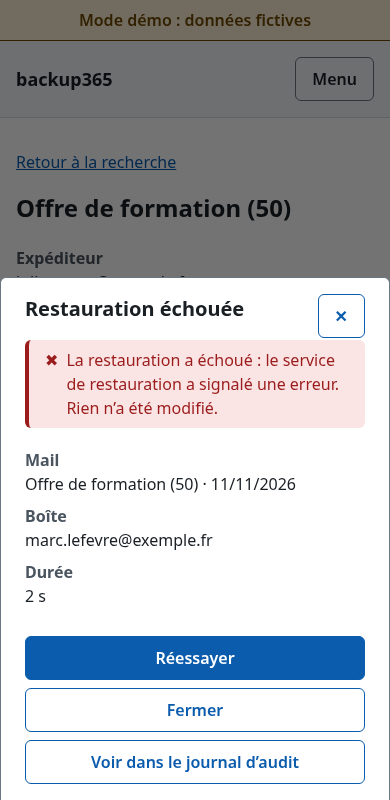 Mode démo : données fictives
backup365
Menu
Retour à la recherche
Offre de formation (50)
Expéditeur
Restauration échouée
×
✖ La restauration a échoué : le service
de restauration a signalé une erreur.
Rien n’a été modifié.
Mail
Offre de formation (50) · 11/11/2026
Boîte
marc.lefevre@exemple.fr
Durée
2 s
Réessayer
Fermer
Voir dans le journal d’audit